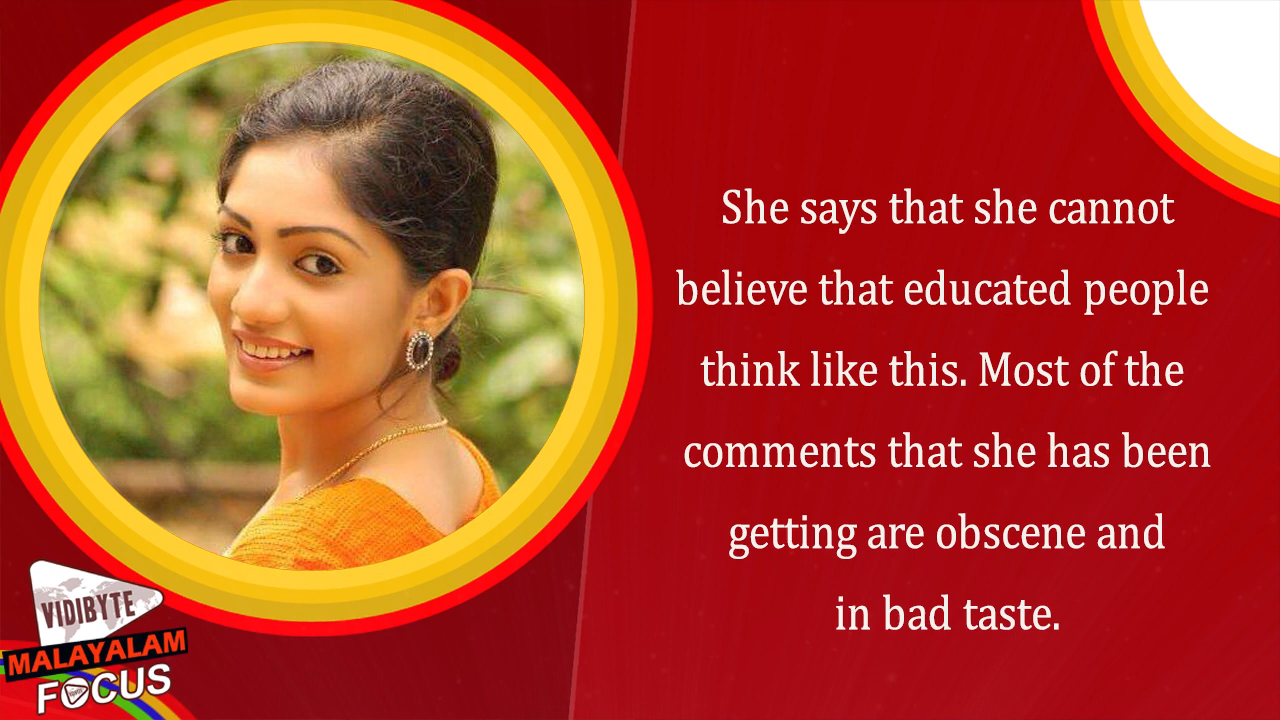 She says that she cannot
believe that educated people
think like this. Most of the
comments that she has been
getting are obscene and
in bad taste.
VIDIBYTE
MALAYALAM
FOCUS